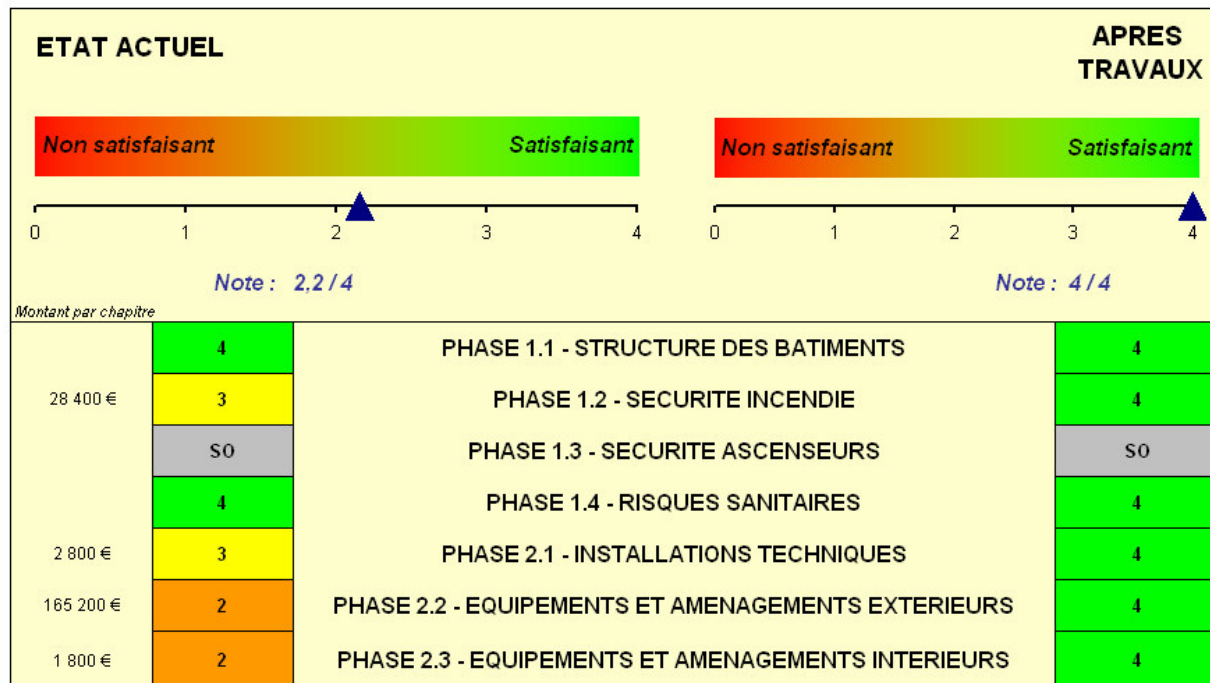 ETAT ACTUEL
APRES
TRAVAUX
Non satisfaisant Satisfaisant
Non satisfaisant Satisfaisant
0 1 2 3 4
0 1 2 3 4
Note : 2,2 / 4
Note : 4 / 4
Montant par chapitre
4 PHASE 1.1 - STRUCTURE DES BATIMENTS 4
28 400 € 3 PHASE 1.2 - SECURITE INCENDIE 4
SO PHASE 1.3 - SECURITE ASCENSEURS SO
4 PHASE 1.4 - RISQUES SANITAIRES 4
2 800 € 3 PHASE 2.1 - INSTALLATIONS TECHNIQUES 4
165 200 € 2 PHASE 2.2 - EQUIPEMENTS ET AMENAGEMENTS EXTERIEURS 4
1 800 € 2 PHASE 2.3 - EQUIPEMENTS ET AMENAGEMENTS INTERIEURS 4